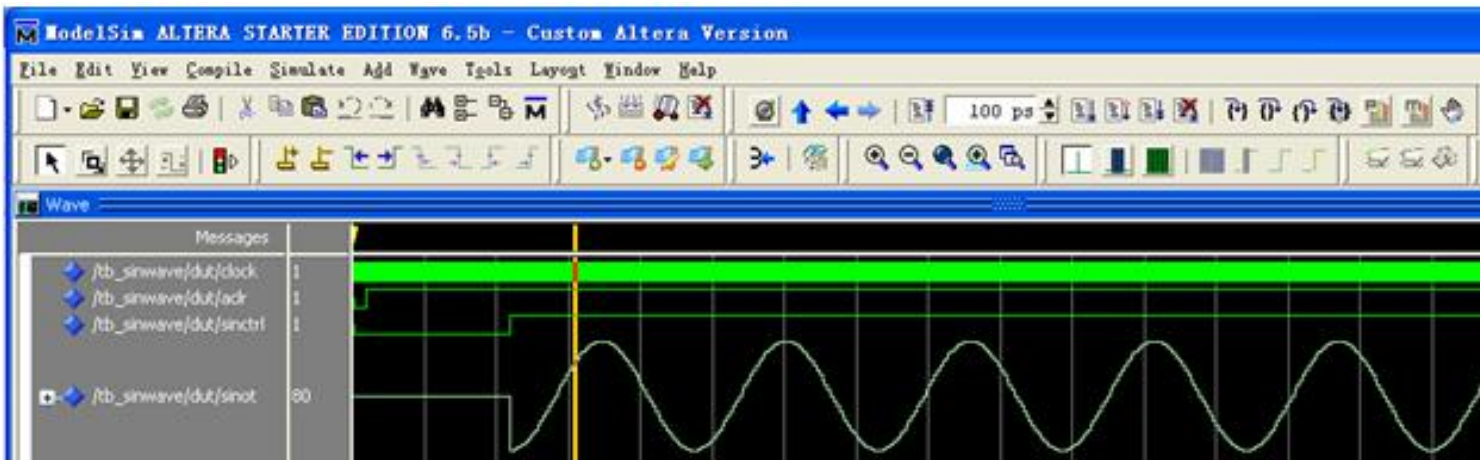 ModelSim ALTERA STARTER EDITION 6.5b - Custom Altera Version
File Edit View Compile Simulate Add Wave Tools Layout Window Help
100 ps
Wave
Messages
/tb_sinwave/dut/clock 1
/tb_sinwave/dut/aclr 1
/tb_sinwave/dut/sinctrl 1
/tb_sinwave/dut/sinot 80